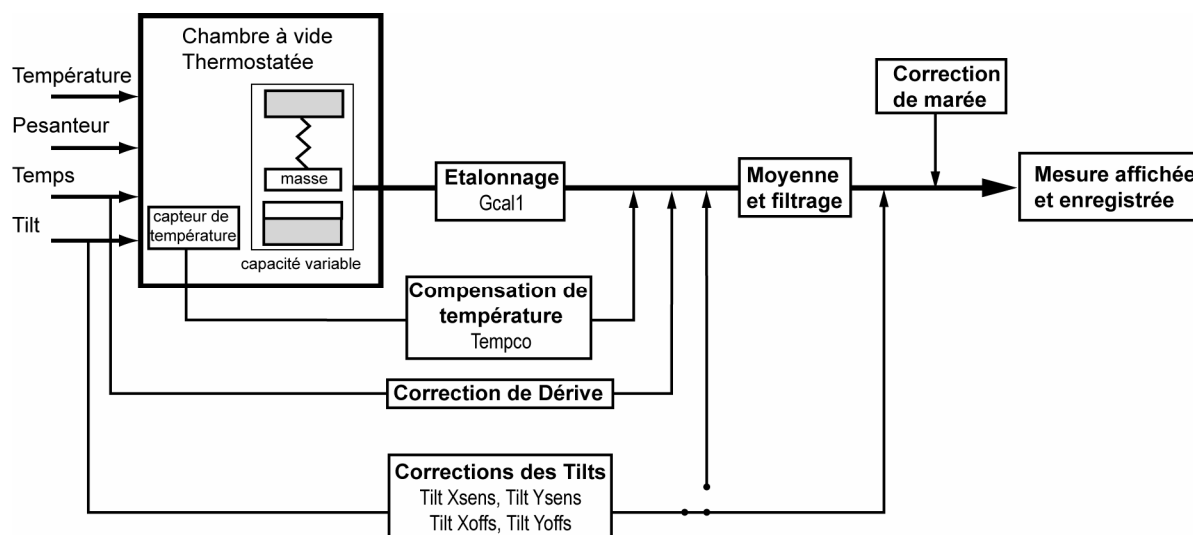 Chambre à vide
Thermostatée
Température
Pesanteur
Temps
Tilt
masse
capteur de
température
capacité variable
Etalonnage
Gcal1
Compensation de
température
Tempco
Correction de Dérive
Corrections des Tilts
Tilt Xsens, Tilt Ysens
Tilt Xoffs, Tilt Yoffs
Moyenne
et filtrage
Correction
de marée
Mesure affichée
et enregistrée